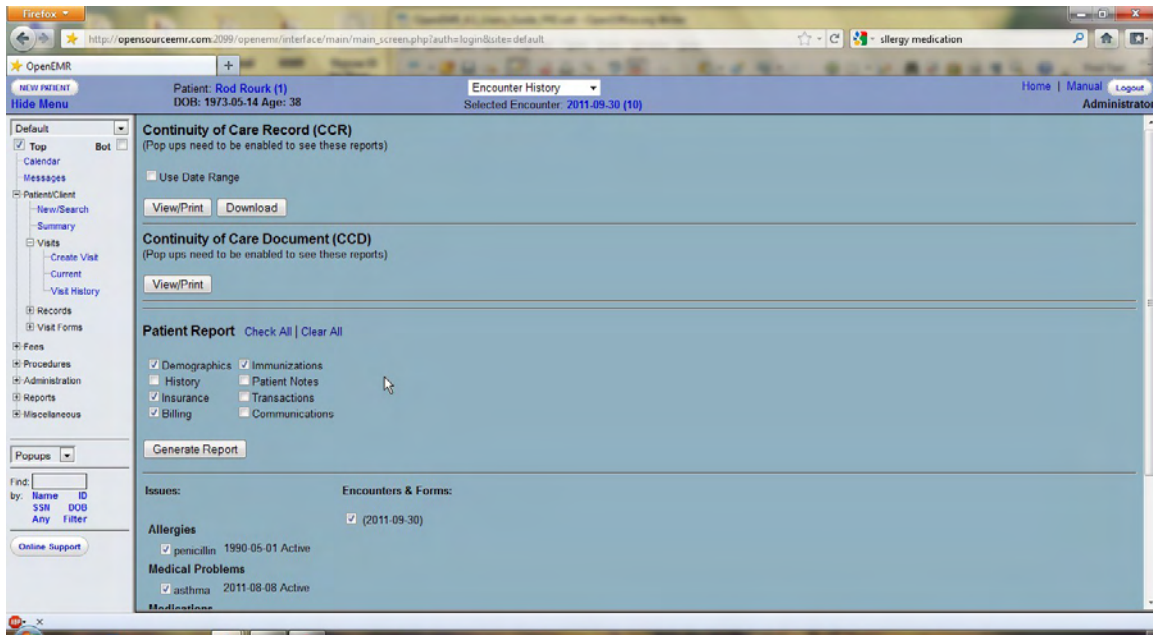 Firefox
http://opensourceemr.com:2099/openemr/interface/main/main_screen.php?auth=login&site=default
sllergy medication
OpenEMR
NEW PATIENT
Hide Menu
Patient: Rod Rourk (1)
DOB: 1973-05-14 Age: 38
Encounter History
Selected Encounter: 2011-09-30 (10)
Home | Manual Logout
Administrator
Default
Top Bot
Calendar
Messages
Patient/Client
New/Search
Summary
Visits
Create Visit
Current
Visit History
Records
Visit Forms
Fees
Procedures
Administration
Reports
Miscellaneous
Popups
Find:
by: Name ID
SSN DOB
Any Filter
Online Support
Continuity of Care Record (CCR)
(Pop ups need to be enabled to see these reports)
Use Date Range
View/Print Download
Continuity of Care Document (CCD)
(Pop ups need to be enabled to see these reports)
View/Print
Patient Report Check All | Clear All
Demographics Immunizations
History Patient Notes
Insurance Transactions
Billing Communications
Generate Report
Issues: Encounters & Forms:
(2011-09-30)
Allergies
penicillin 1990-05-01 Active
Medical Problems
asthma 2011-08-08 Active
Medications